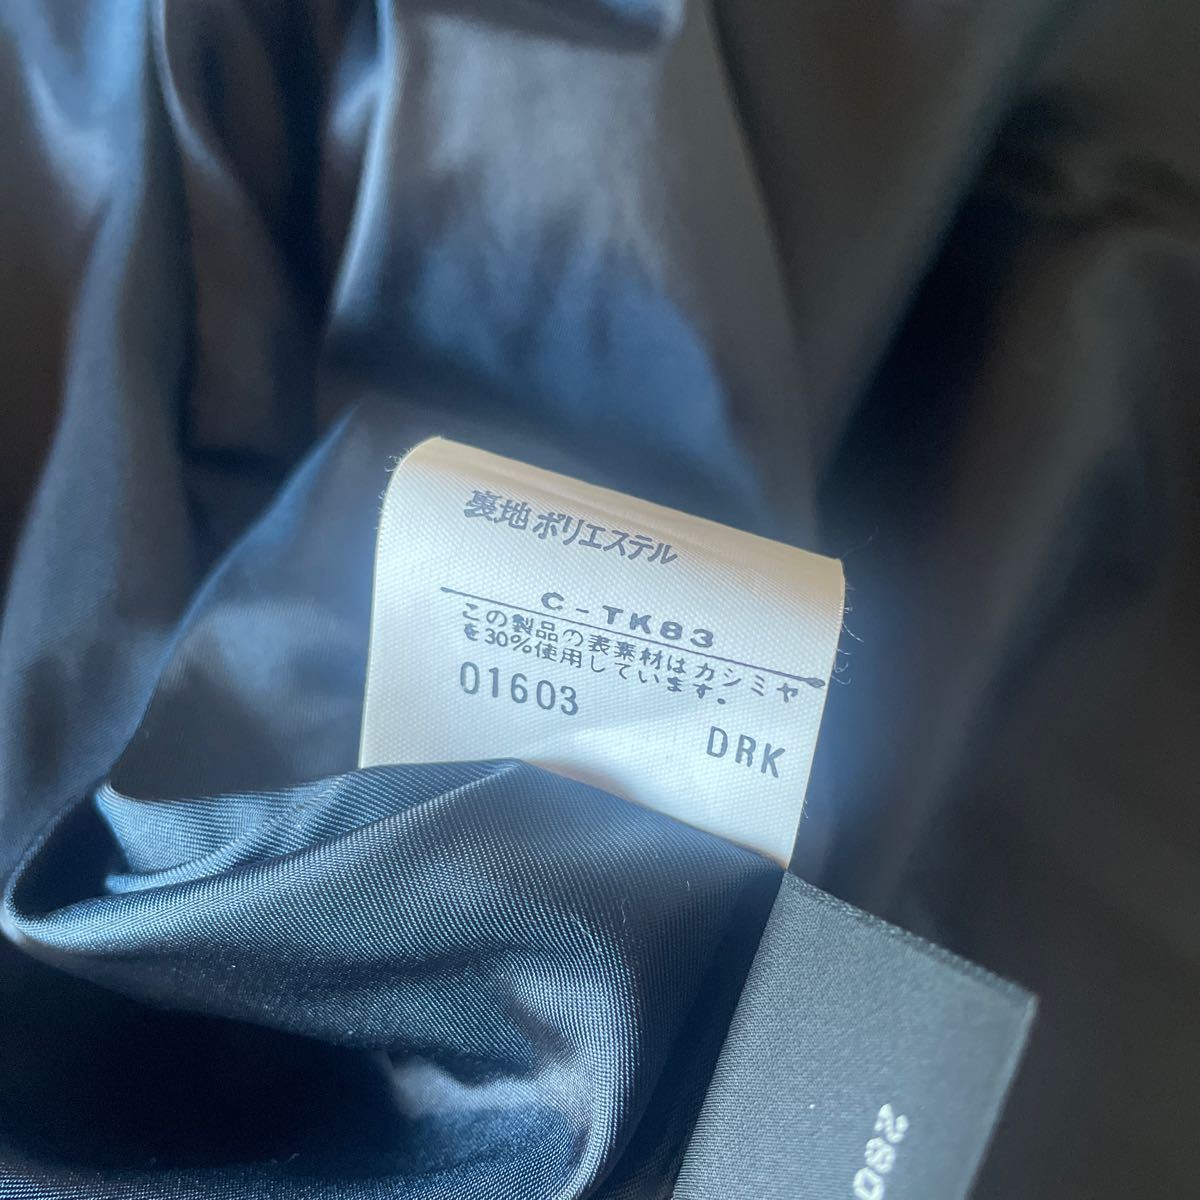 裏地 ポリエステル
C-TK83
この製品の表素材はカシミヤ
を30%使用しています。
01603
DRK
280